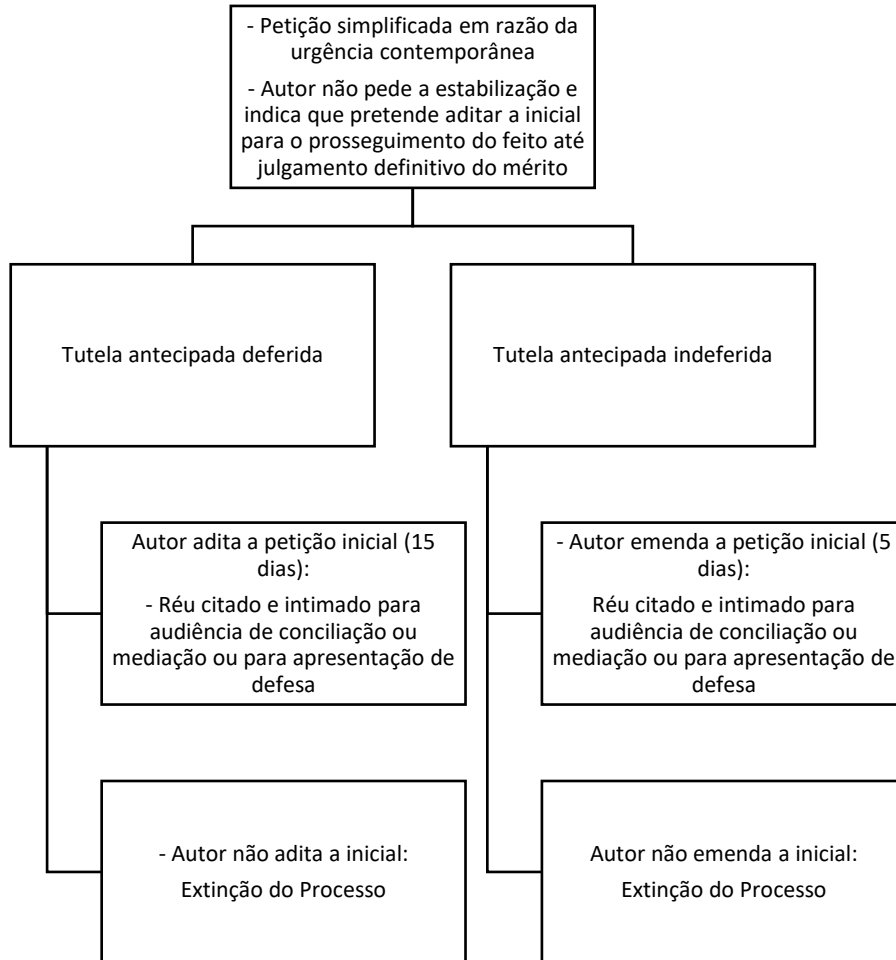 - Petição simplificada em razão da
urgência contemporânea
- Autor não pede a estabilização e
indica que pretende aditar a inicial
para o prosseguimento do feito até
julgamento definitivo do mérito
Tutela antecipada deferida
Tutela antecipada indeferida
Autor adita a petição inicial (15
dias):
- Réu citado e intimado para
audiência de conciliação ou
mediação ou para apresentação de
defesa
- Autor emenda a petição inicial (5
dias):
Réu citado e intimado para
audiência de conciliação ou
mediação ou para apresentação de
defesa
- Autor não adita a inicial:
Extinção do Processo
Autor não emenda a inicial:
Extinção do Processo